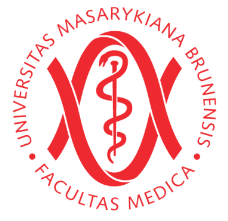 UNIVERSITAS MASARYKIANA BRUNENSIS
• FACULTAS MEDICA •